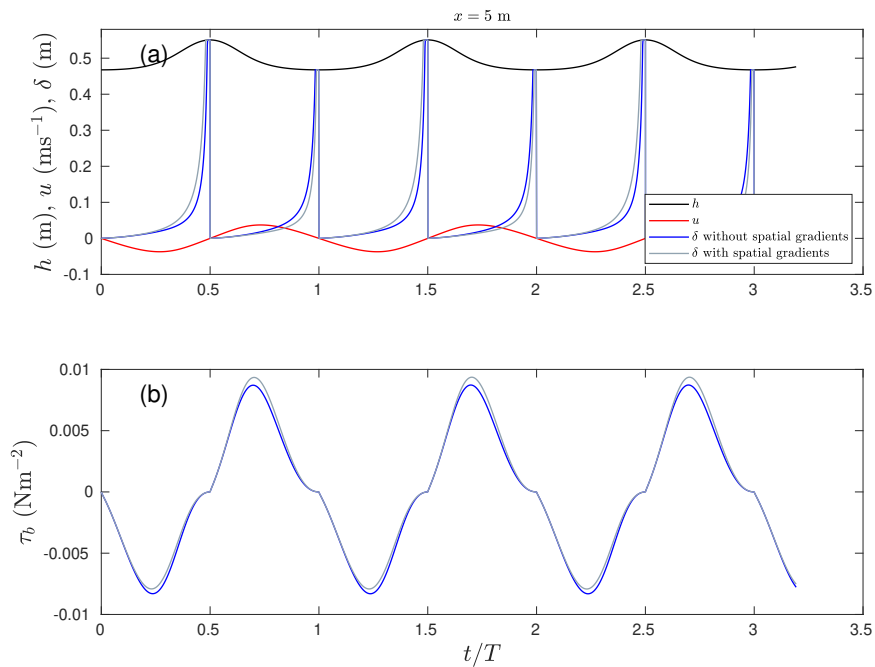 x = 5 m
(a)
h (m), u (ms⁻¹), δ (m)
0.5
0.4
0.3
0.2
0.1
0
-0.1
h
u
δ without spatial gradients
δ with spatial gradients
0 0.5 1 1.5 2 2.5 3 3.5
(b)
τ_b (Nm⁻²)
0.01
0.005
0
-0.005
-0.01
0 0.5 1 1.5 2 2.5 3 3.5
t/T